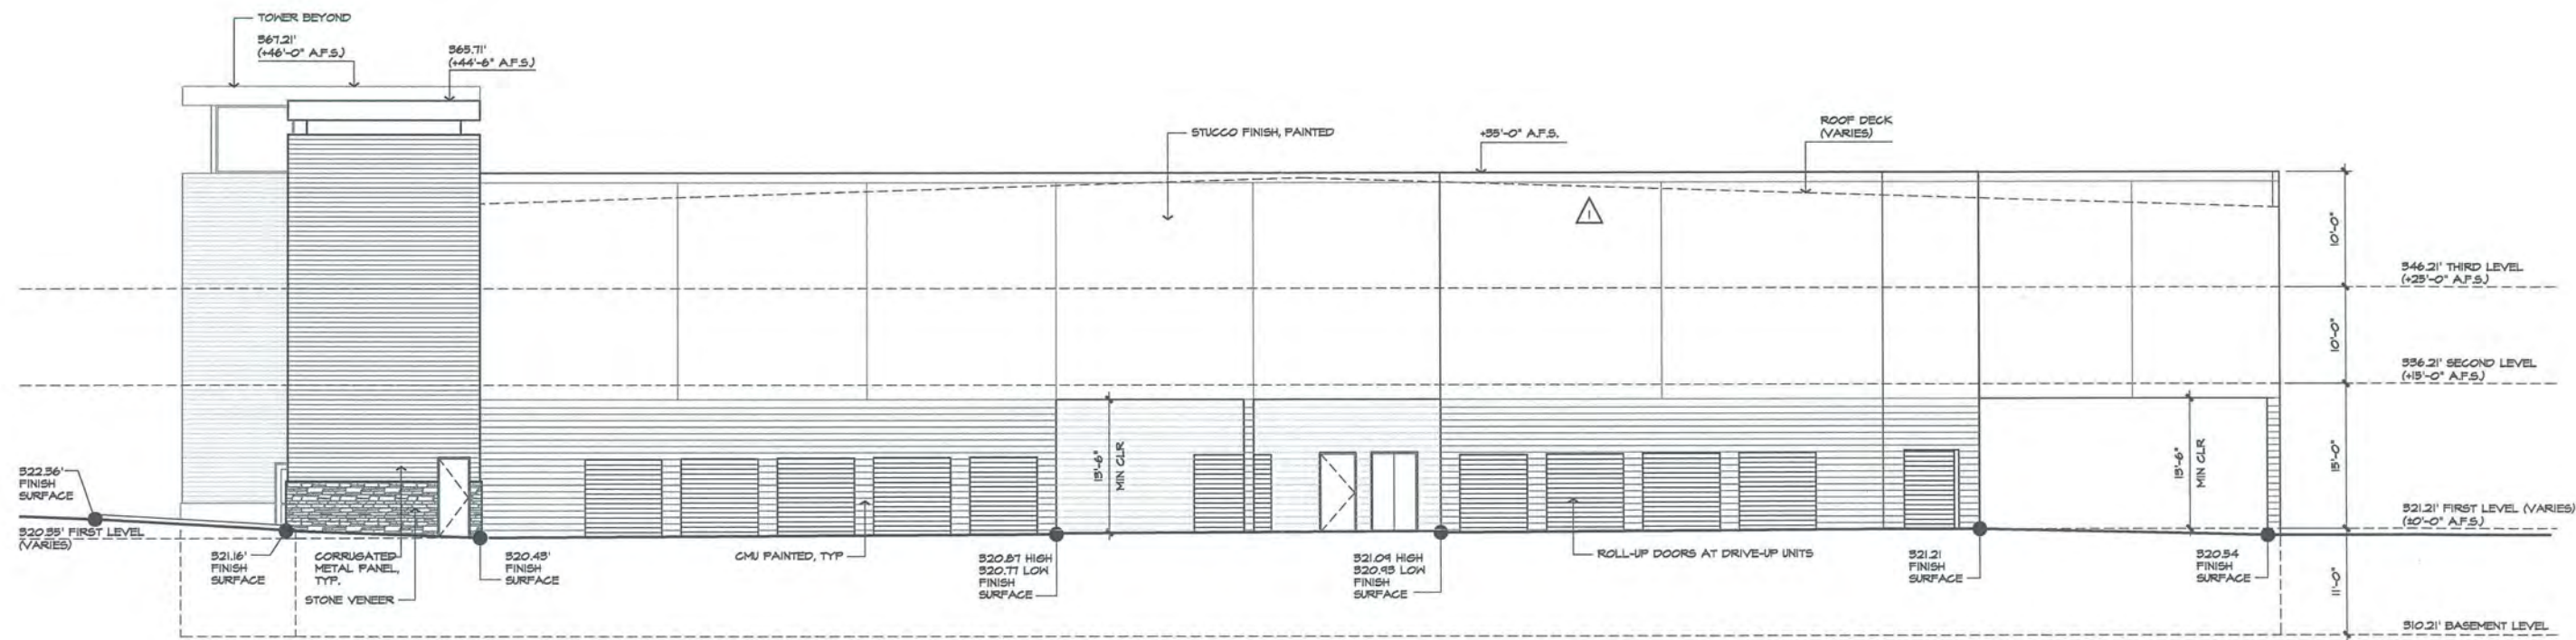 TOWER BEYOND
367.21'
(+46'-0" A.F.S.)
365.71'
(+44'-6" A.F.S.)
STUCCO FINISH, PAINTED
+35'-0" A.F.S.
ROOF DECK
(VARIES)
1
10'-0"
346.21' THIRD LEVEL
(+25'-0" A.F.S.)
10'-0"
336.21' SECOND LEVEL
(+15'-0" A.F.S.)
13'-6"
MIN CLR
13'-6"
MIN CLR
15'-0"
322.36'
FINISH
SURFACE
320.35' FIRST LEVEL
(VARIES)
321.21' FIRST LEVEL (VARIES)
(±0'-0" A.F.S.)
321.16'
FINISH
SURFACE
CORRUGATED
METAL PANEL,
TYP.
STONE VENEER
320.43'
FINISH
SURFACE
CMU PAINTED, TYP
320.87 HIGH
320.77 LOW
FINISH
SURFACE
321.09 HIGH
320.93 LOW
FINISH
SURFACE
ROLL-UP DOORS AT DRIVE-UP UNITS
321.21
FINISH
SURFACE
320.54
FINISH
SURFACE
11'-0"
310.21' BASEMENT LEVEL